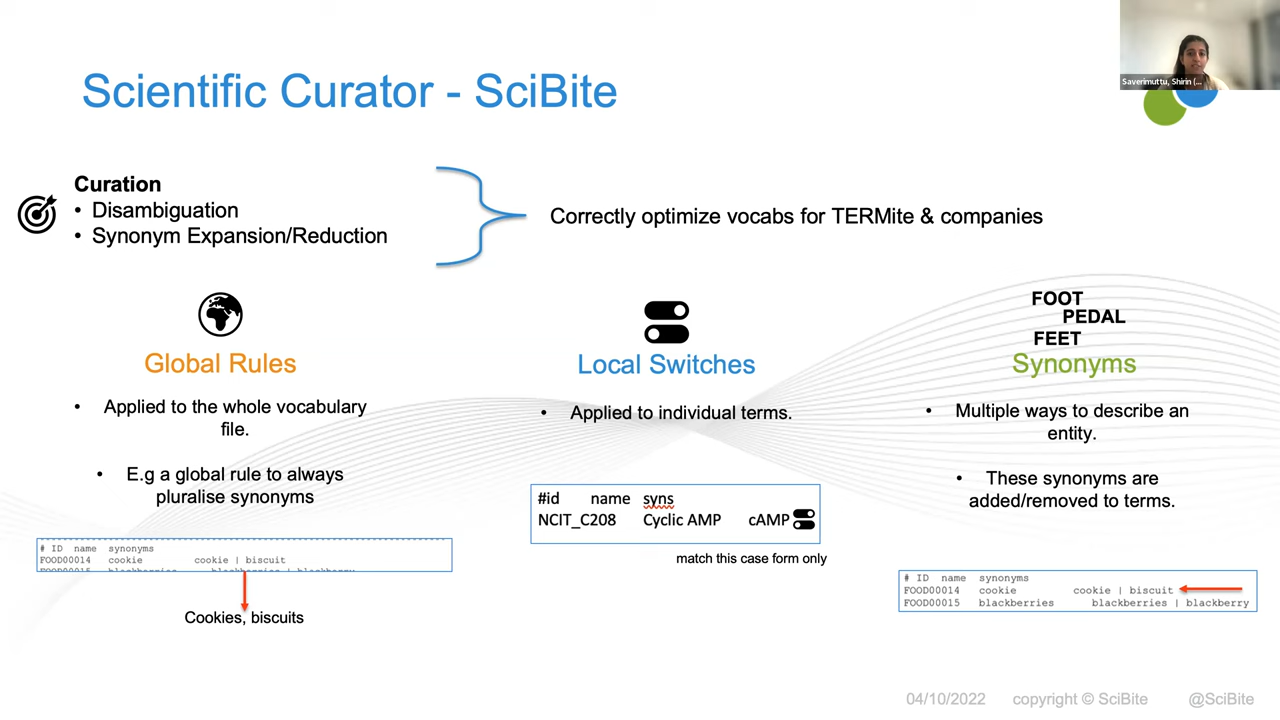 Saverimuttu, Shirin (...
Scientific Curator - SciBite
Curation
• Disambiguation
• Synonym Expansion/Reduction
Correctly optimize vocabs for TERMite & companies
Global Rules
• Applied to the whole vocabulary
file.
• E.g a global rule to always
pluralise synonyms
# ID name synonyms
FOOD00014 cookie cookie | biscuit
FOOD00015 blackberries blackberries | blackberry
Cookies, biscuits
Local Switches
• Applied to individual terms.
#id name syns
NCIT_C208 Cyclic AMP cAMP
match this case form only
FOOT
PEDAL
FEET
Synonyms
• Multiple ways to describe an
entity.
• These synonyms are
added/removed to terms.
# ID name synonyms
FOOD00014 cookie cookie | biscuit
FOOD00015 blackberries blackberries | blackberry
04/10/2022 copyright © SciBite @SciBite